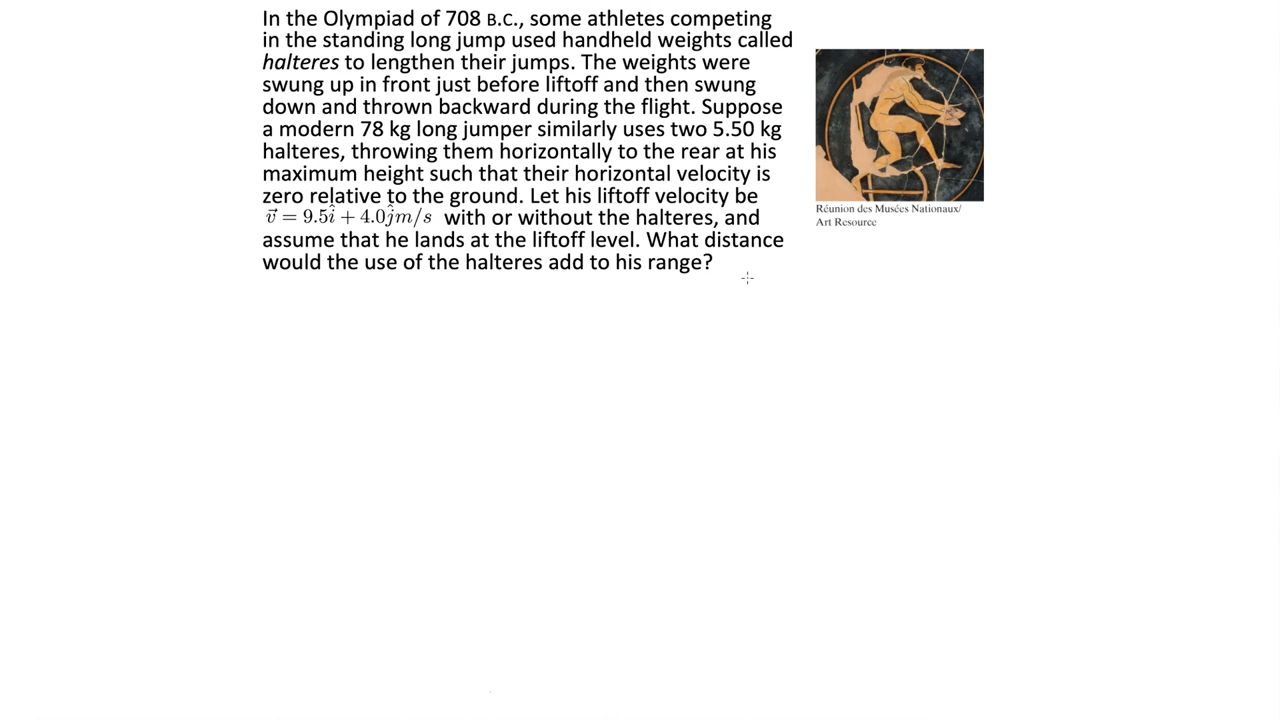 In the Olympiad of 708 B.C., some athletes competing
in the standing long jump used handheld weights called
halteres to lengthen their jumps. The weights were
swung up in front just before liftoff and then swung
down and thrown backward during the flight. Suppose
a modern 78 kg long jumper similarly uses two 5.50 kg
halteres, throwing them horizontally to the rear at his
maximum height such that their horizontal velocity is
zero relative to the ground. Let his liftoff velocity be
$\vec{v} = 9.5\hat{i} + 4.0\hat{j}m/s$ with or without the halteres, and
assume that he lands at the liftoff level. What distance
would the use of the halteres add to his range?
Réunion des Musées Nationaux/
Art Resource